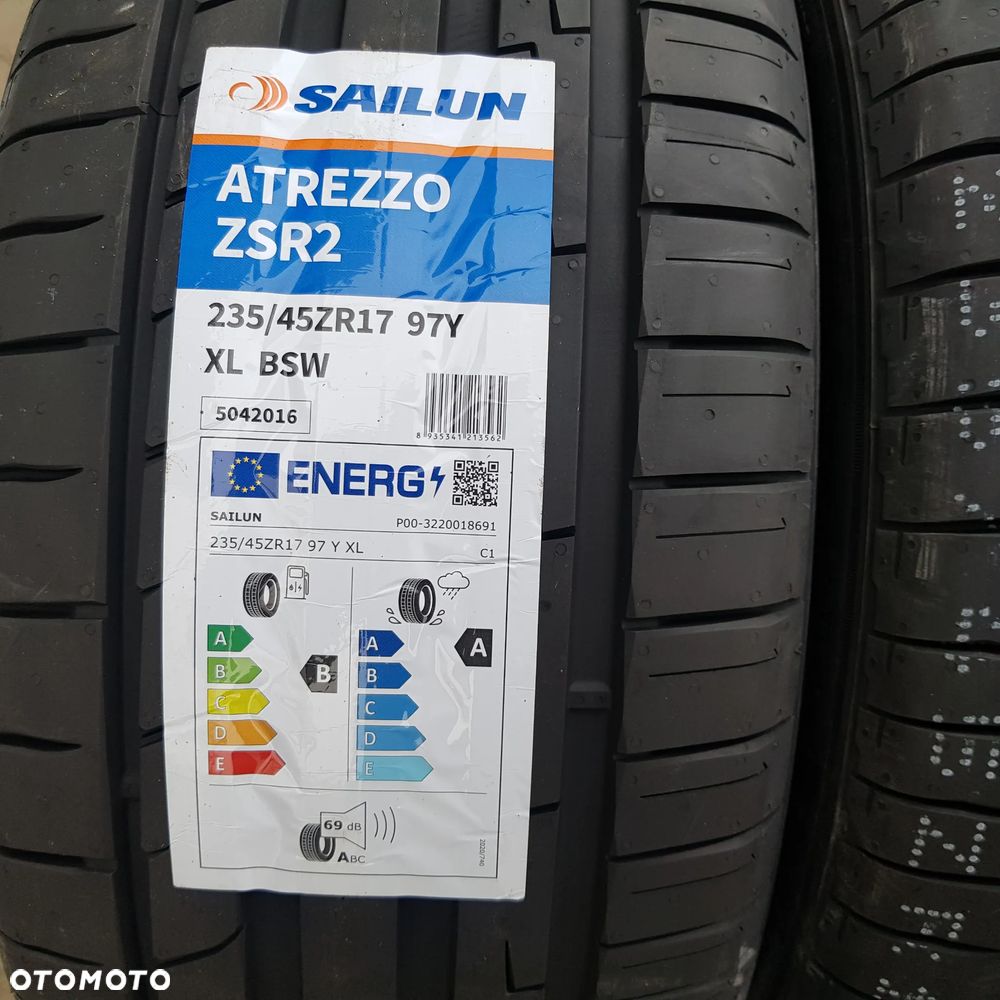 SAILUN
ATREZZO
ZSR2
235/45ZR17 97Y
XL BSW
5042016
8 935341 213562
ENERG
SAILUN
P00-3220018691
235/45ZR17 97 Y XL
C1
A
B
C
D
E
B
A
B
C
D
E
A
69 dB
ABC
2020/740
OTOMOTO